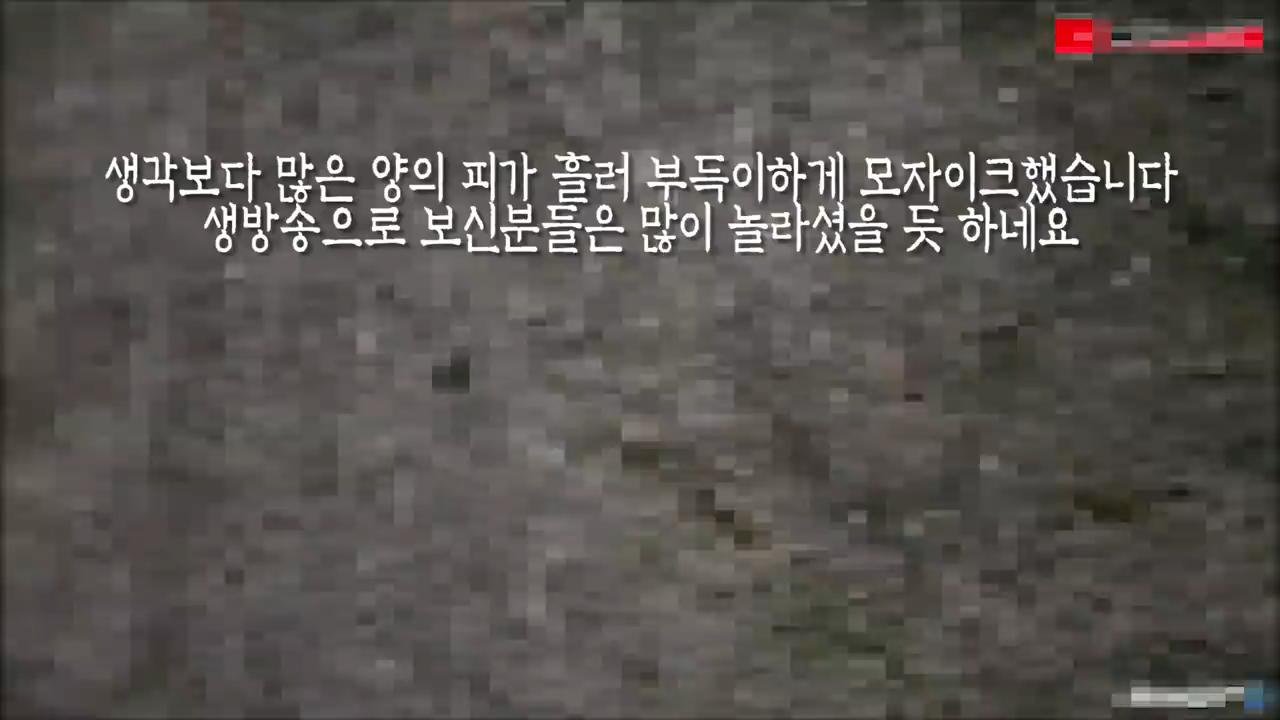 생각보다 많은 양의 피가 흘러 부득이하게 모자이크했습니다
생방송으로 보신분들은 많이 놀라셨을 듯 하네요